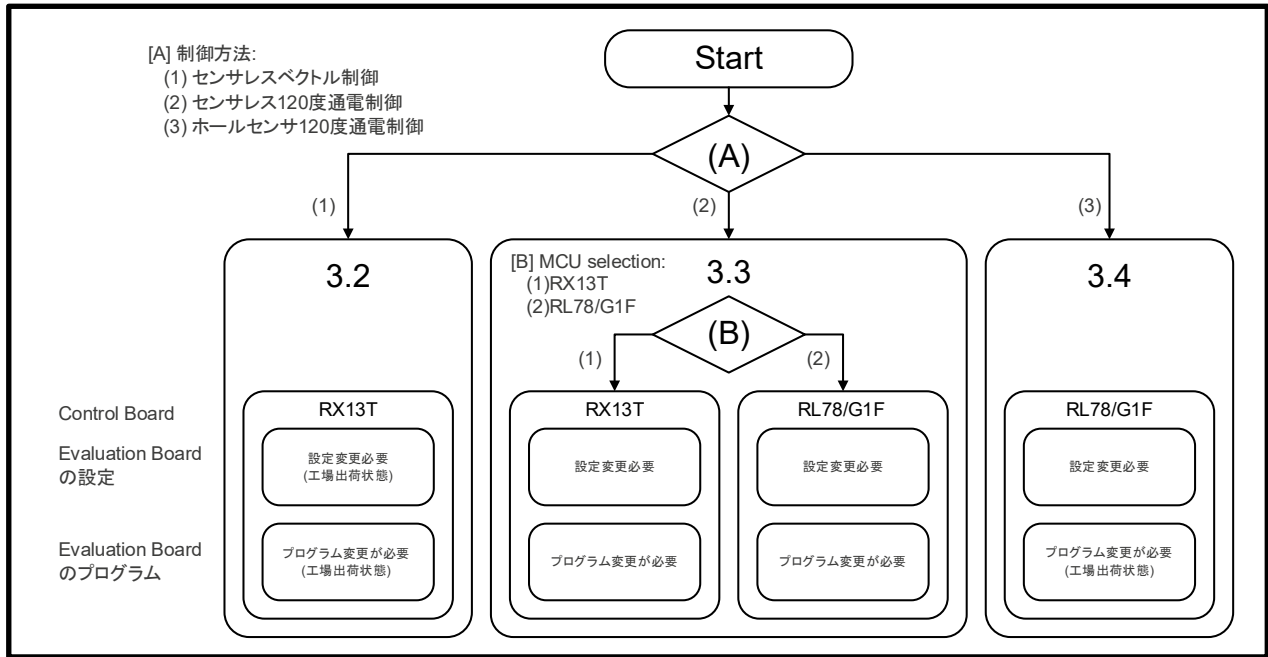 [A] 制御方法:
(1) センサレスベクトル制御
(2) センサレス120度通電制御
(3) ホールセンサ120度通電制御
Start
(A)
(1)
(2)
(3)
3.2
[B] MCU selection:
(1)RX13T
(2)RL78/G1F
3.3
3.4
(B)
(1)
(2)
Control Board
RX13T
RX13T
RL78/G1F
RL78/G1F
Evaluation Board
の設定
設定変更必要
(工場出荷状態)
設定変更必要
設定変更必要
設定変更必要
Evaluation Board
のプログラム
プログラム変更が必要
(工場出荷状態)
プログラム変更が必要
プログラム変更が必要
プログラム変更が必要
(工場出荷状態)